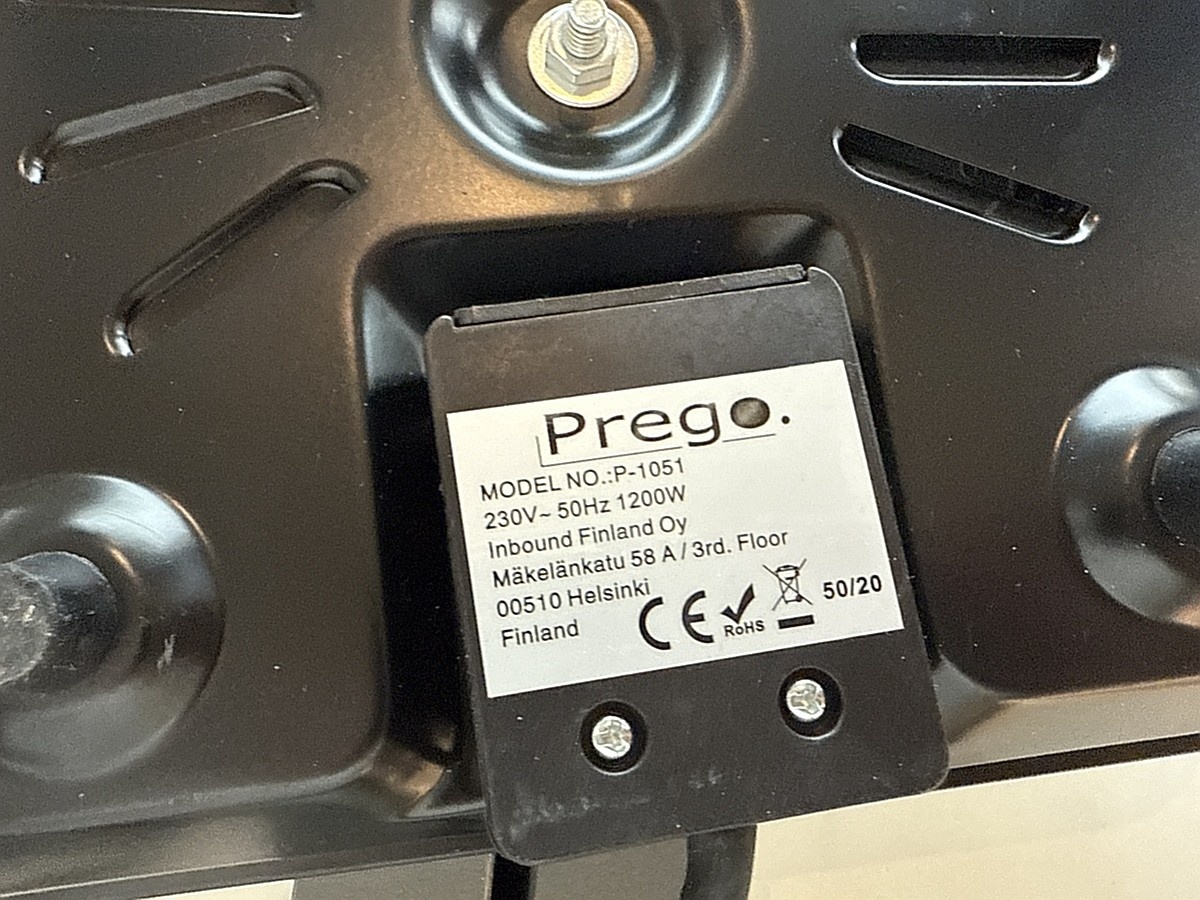 Prego.
MODEL NO.:P-1051
230V~ 50Hz 1200W
Inbound Finland Oy
Mäkelänkatu 58 A / 3rd. Floor
00510 Helsinki
Finland
CE RoHS 50/20